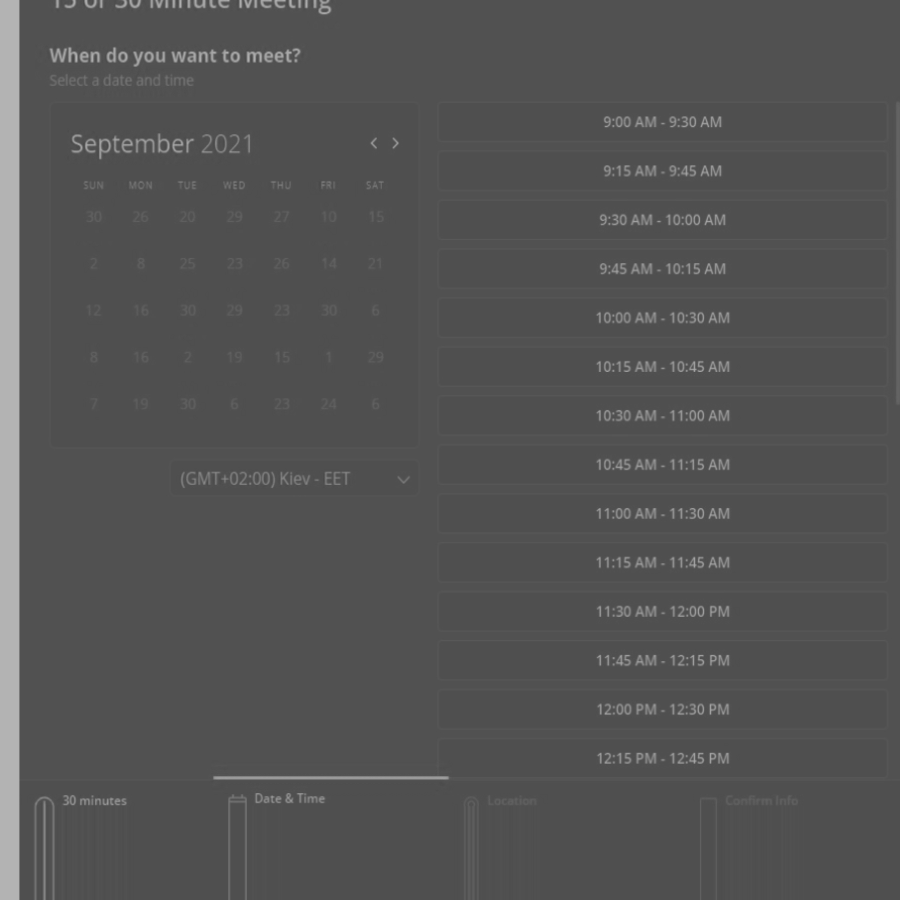 15 or 30 Minute Meeting
When do you want to meet?
Select a date and time
September 2021
SUN MON TUE WED THU FRI SAT
30 26 20 29 27 10 15
2 8 25 23 26 14 21
12 16 30 29 23 30 6
8 16 2 19 15 1 29
7 19 30 6 23 24 6
(GMT+02:00) Kiev - EET
9:00 AM - 9:30 AM
9:15 AM - 9:45 AM
9:30 AM - 10:00 AM
9:45 AM - 10:15 AM
10:00 AM - 10:30 AM
10:15 AM - 10:45 AM
10:30 AM - 11:00 AM
10:45 AM - 11:15 AM
11:00 AM - 11:30 AM
11:15 AM - 11:45 AM
11:30 AM - 12:00 PM
11:45 AM - 12:15 PM
12:00 PM - 12:30 PM
12:15 PM - 12:45 PM
30 minutes
Date & Time
Location
Confirm Info